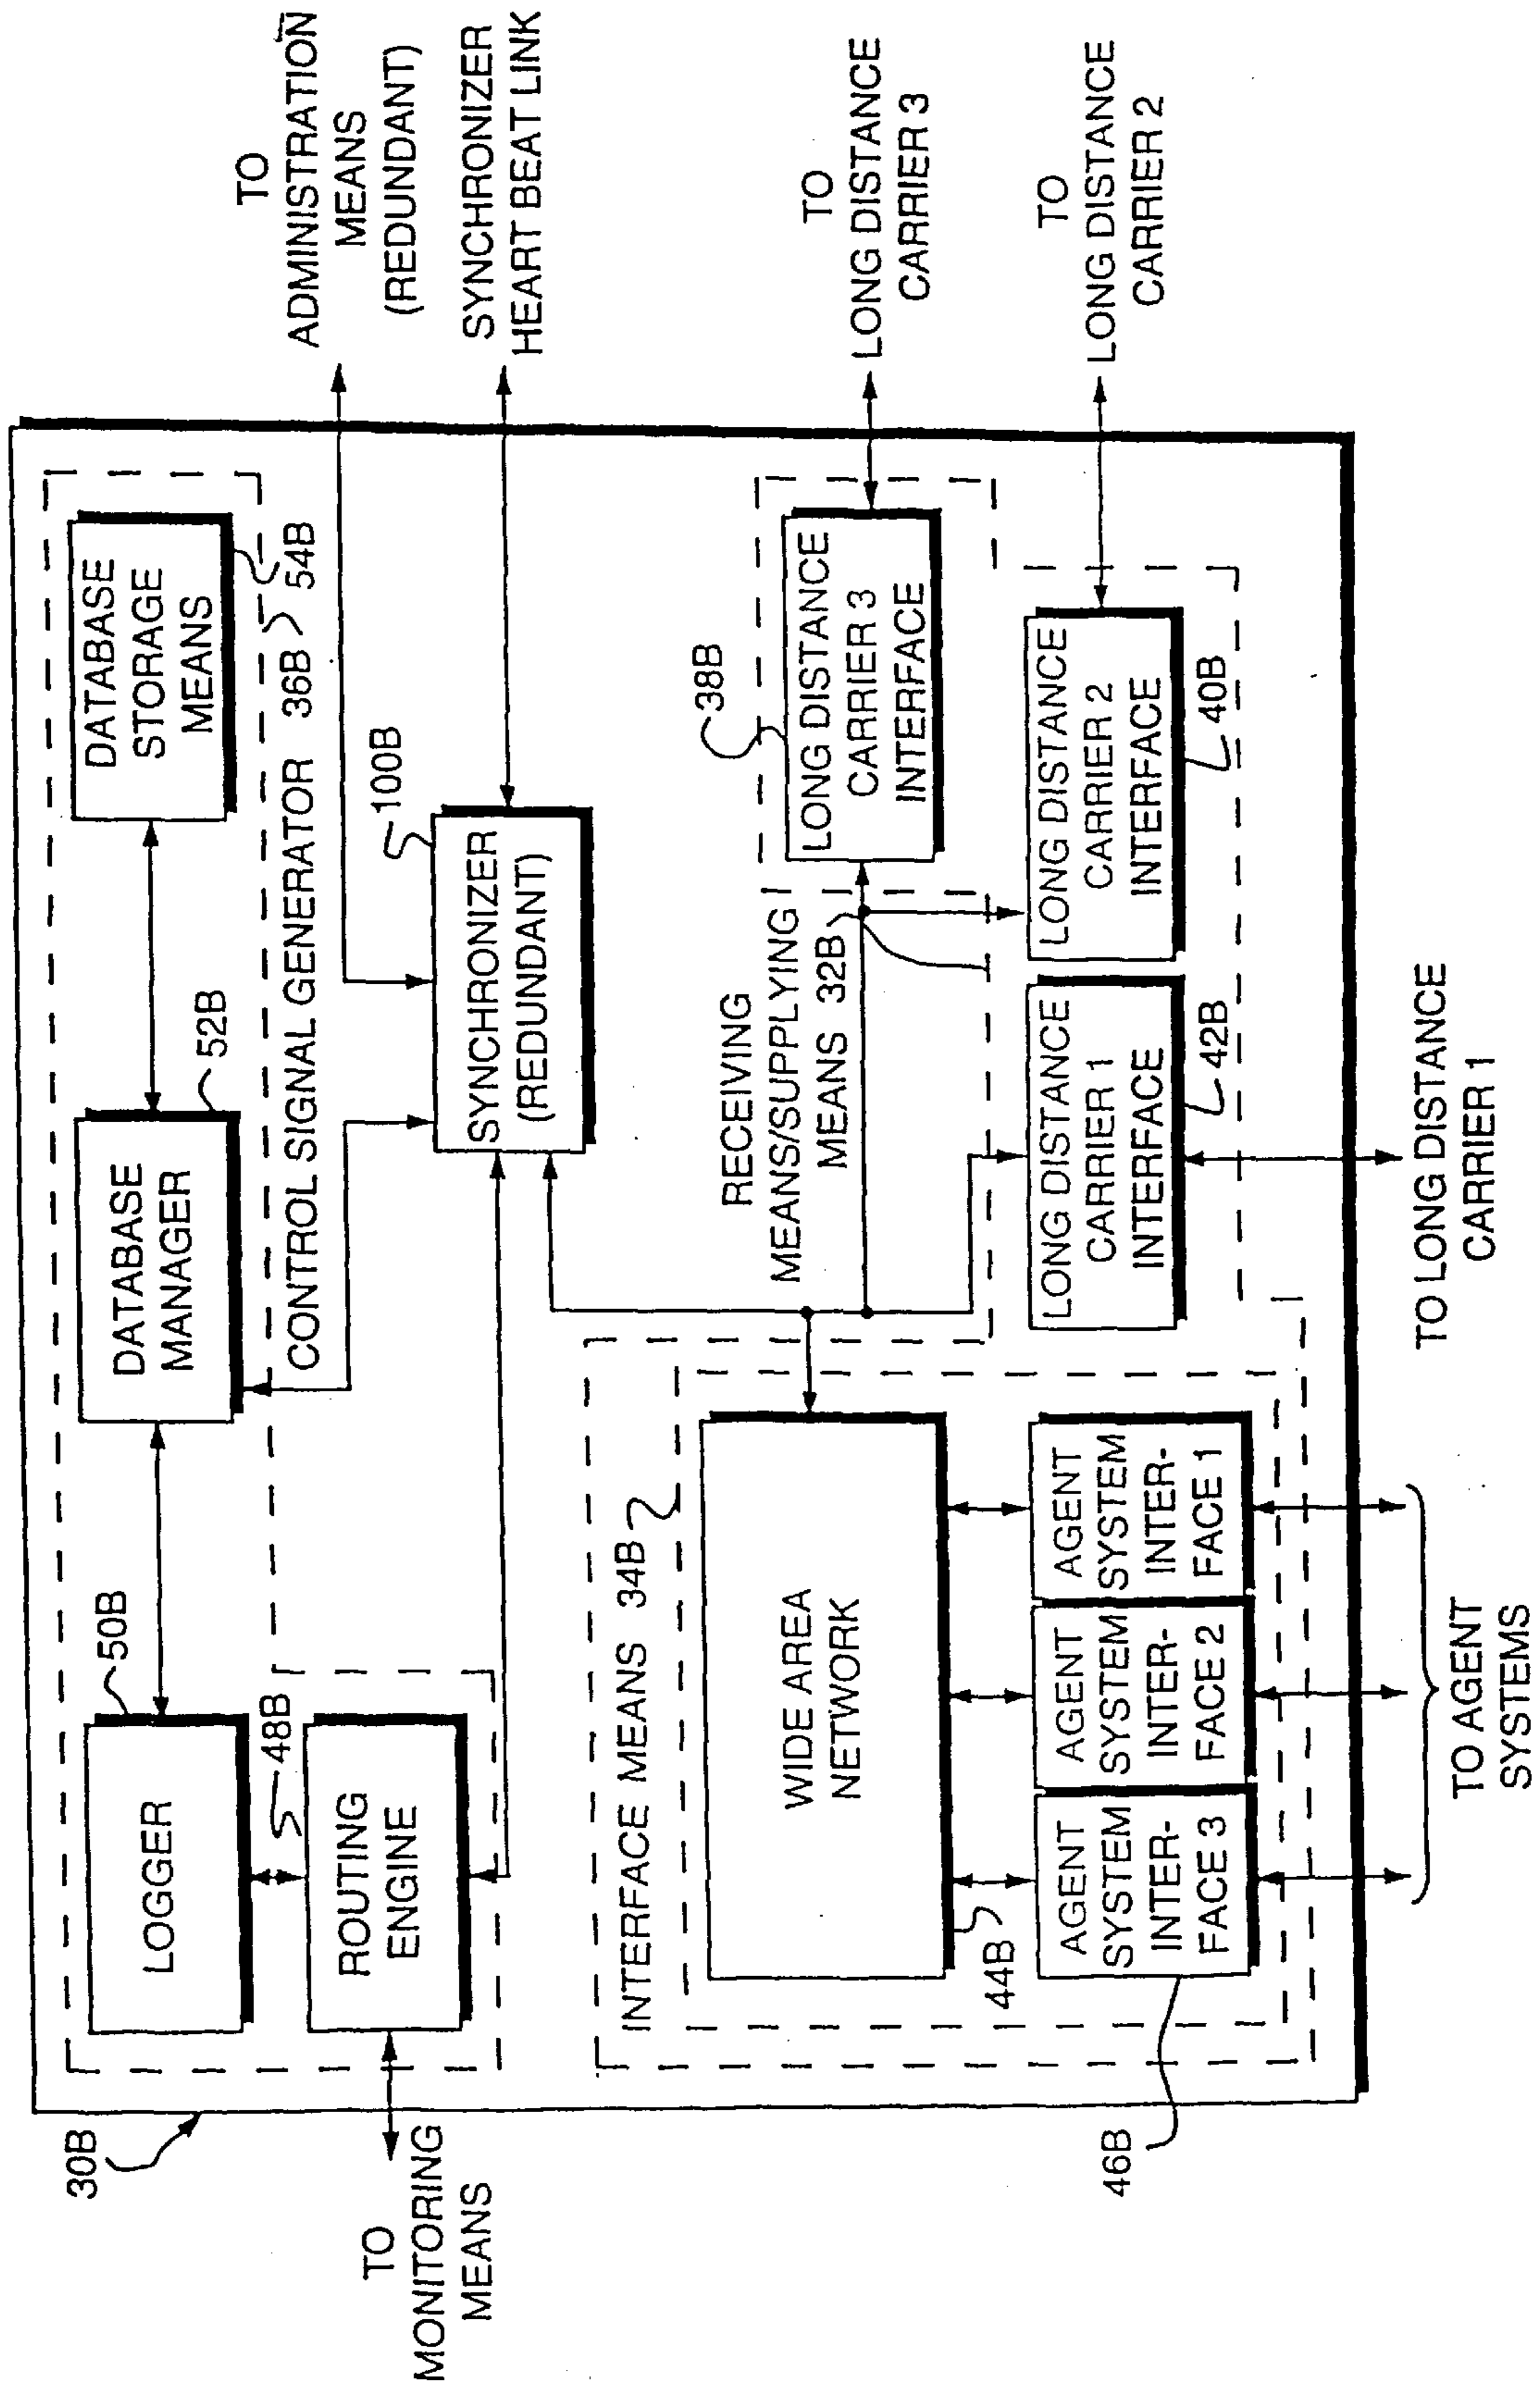 30B
TO
MONITORING
MEANS
LOGGER
50B
48B
ROUTING
ENGINE
DATABASE
MANAGER
52B
DATABASE
STORAGE
MEANS
54B
CONTROL SIGNAL GENERATOR 36B
SYNCHRONIZER
(REDUNDANT)
100B
TO
ADMINISTRATION
MEANS
(REDUNDANT)
SYNCHRONIZER
HEART BEAT LINK
INTERFACE MEANS 34B
WIDE AREA
NETWORK
44B
AGENT
SYSTEM
INTER-
FACE 3
AGENT
SYSTEM
INTER-
FACE 2
AGENT
SYSTEM
INTER-
FACE 1
46B
TO AGENT
SYSTEMS
RECEIVING
MEANS/SUPPLYING
MEANS 32B
38B
LONG DISTANCE
CARRIER 3
INTERFACE
TO
LONG DISTANCE
CARRIER 3
LONG DISTANCE
CARRIER 1
INTERFACE
42B
LONG DISTANCE
CARRIER 2
INTERFACE
40B
TO
LONG DISTANCE
CARRIER 2
TO LONG DISTANCE
CARRIER 1